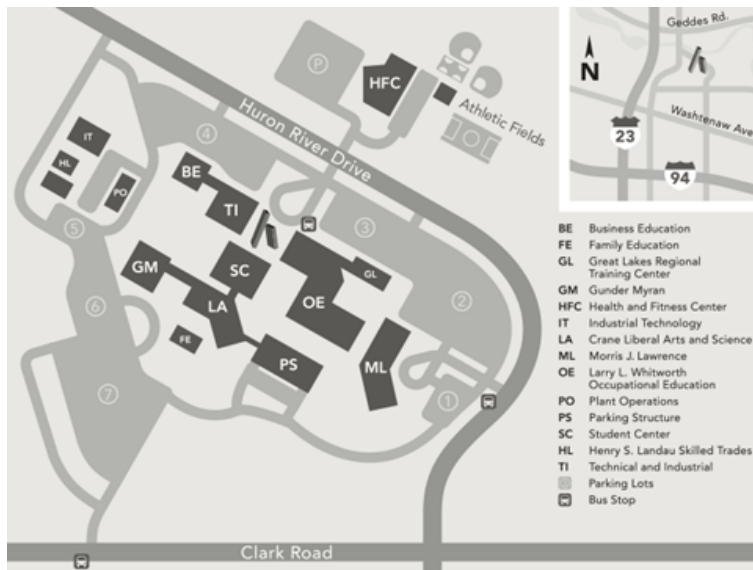 P
HFC
Athletic Fields
Huron River Drive
4
IT
HL
PO
BE
TI
3
5
SC
GL
GM
OE
2
LA
6
FE
PS
ML
7
1
Clark Road
Geddes Rd.
N
Washtenaw Ave
23
94
BE Business Education
FE Family Education
GL Great Lakes Regional
Training Center
GM Gunder Myran
HFC Health and Fitness Center
IT Industrial Technology
LA Crane Liberal Arts and Science
ML Morris J. Lawrence
OE Larry L. Whitworth
Occupational Education
PO Plant Operations
PS Parking Structure
SC Student Center
HL Henry S. Landau Skilled Trades
TI Technical and Industrial
Parking Lots
Bus Stop